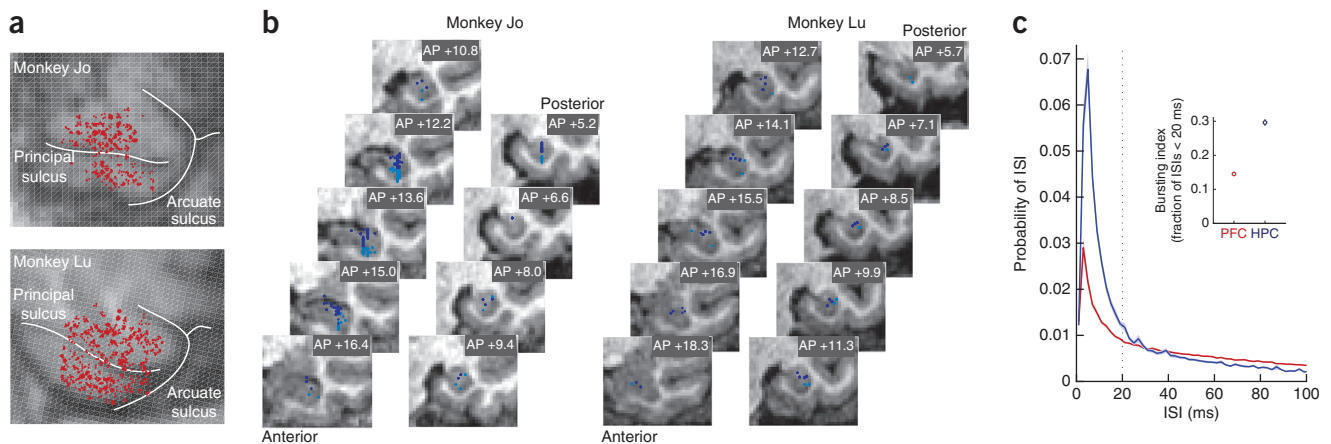 a
Monkey Jo
Principal
sulcus
Arcuate
sulcus
Monkey Lu
Principal
sulcus
Arcuate
sulcus
b
Monkey Jo
AP +10.8
AP +12.2
AP +13.6
AP +15.0
AP +16.4
Anterior
Posterior
AP +5.2
AP +6.6
AP +8.0
AP +9.4
Monkey Lu
AP +12.7
AP +14.1
AP +15.5
AP +16.9
AP +18.3
Anterior
Posterior
AP +5.7
AP +7.1
AP +8.5
AP +9.9
AP +11.3
c
Probability of ISI
0.07
0.06
0.05
0.04
0.03
0.02
0.01
0
0 20 40 60 80 100
ISI (ms)
Bursting index
(fraction of ISIs < 20 ms)
0.3
0.2
0.1
0
PFC HPC